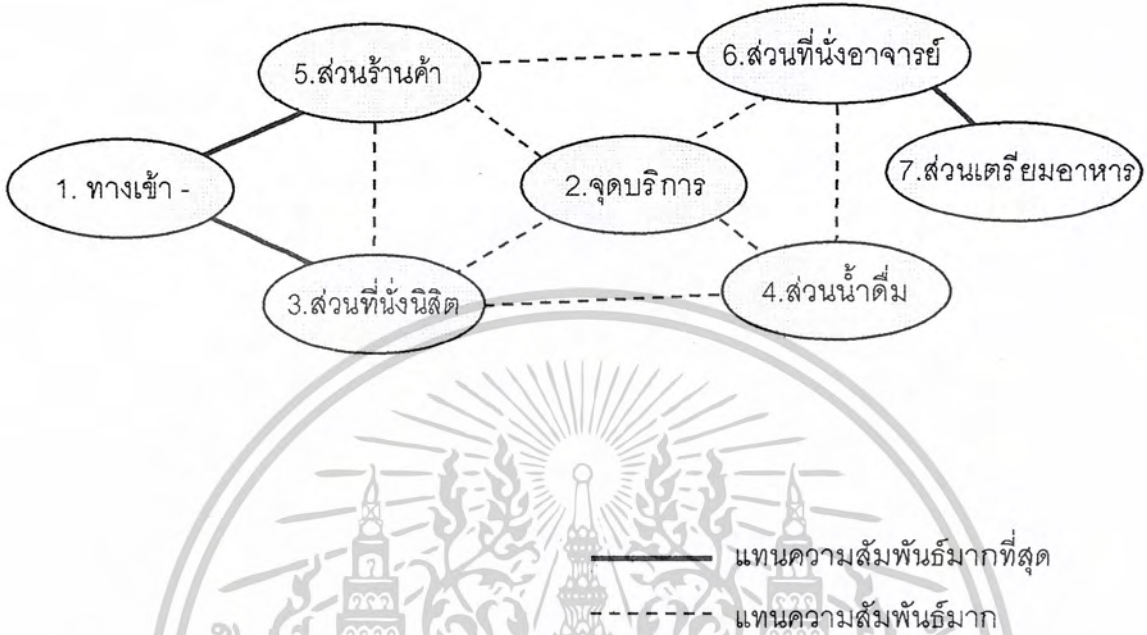 5.ส่วนร้านค้า
6.ส่วนที่นั่งอาจารย์
1. ทางเข้า -
2.จุดบริการ
7.ส่วนเตรียมอาหาร
3.ส่วนที่นั่งนิสิต
4.ส่วนน้ำดื่ม
แทนความสัมพันธ์มากที่สุด
แทนความสัมพันธ์มาก